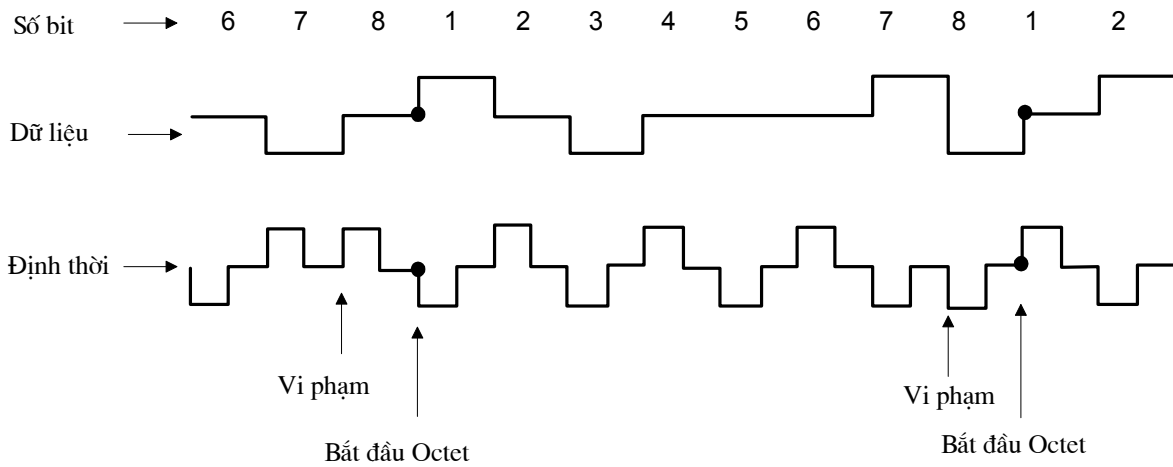 Số bit 6 7 8 1 2 3 4 5 6 7 8 1 2
Dữ liệu
Định thời
Vi phạm
Vi phạm
Bắt đầu Octet
Bắt đầu Octet